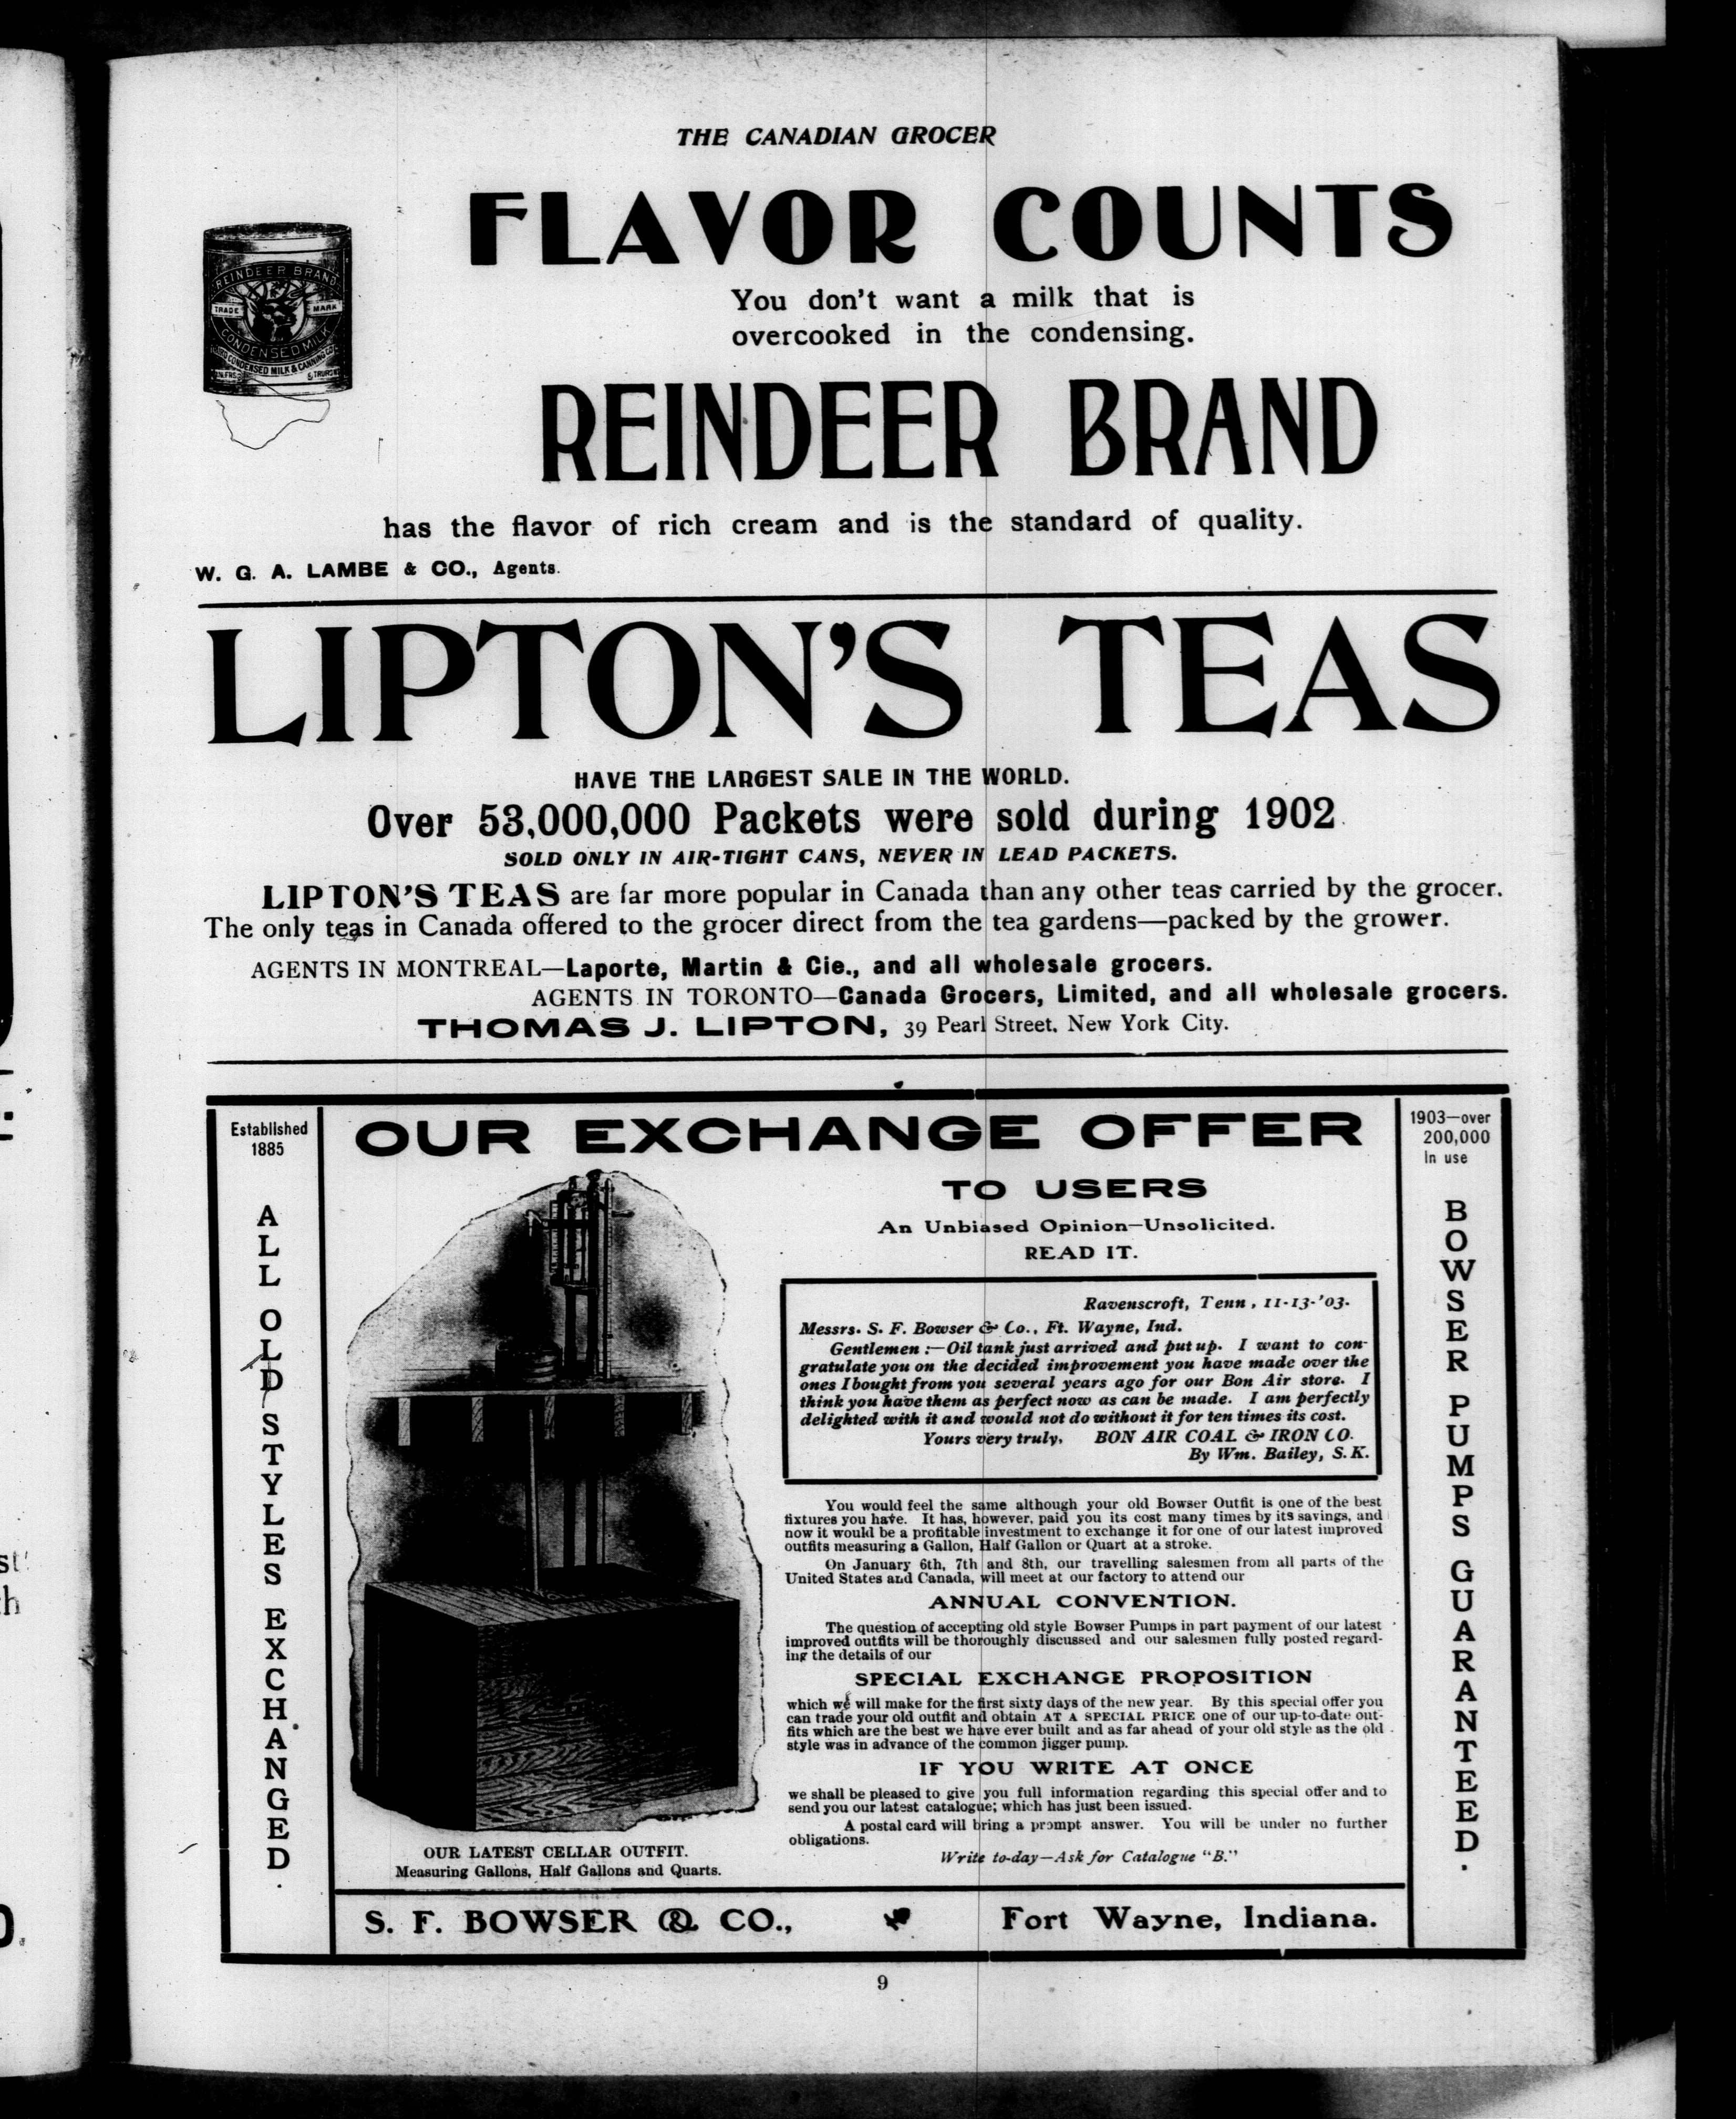 THE CANADIAN GROCER
FLAVOR COUNTS
REINDEER BRAND
TRADE MARK
CONDENSED MILK
CONDENSED MILK & CANNING CO
You don't want a milk that is
overcooked in the condensing.
REINDEER BRAND
has the flavor of rich cream and is the standard of quality.
W. G. A. LAMBE & CO., Agents.
LIPTON'S TEAS
HAVE THE LARGEST SALE IN THE WORLD.
Over 53,000,000 Packets were sold during 1902
SOLD ONLY IN AIR-TIGHT CANS, NEVER IN LEAD PACKETS.
LIPTON'S TEAS are far more popular in Canada than any other teas carried by the grocer.
The only teas in Canada offered to the grocer direct from the tea gardens—packed by the grower.
AGENTS IN MONTREAL—Laporte, Martin & Cie., and all wholesale grocers.
AGENTS IN TORONTO—Canada Grocers, Limited, and all wholesale grocers.
THOMAS J. LIPTON, 39 Pearl Street, New York City.
Established
1885
ALL OLD STYLES EXCHANGED.
OUR EXCHANGE OFFER
TO USERS
An Unbiased Opinion—Unsolicited.
READ IT.
Ravenscroft, Tenn, 11-13-'03.
Messrs. S. F. Bowser & Co., Ft. Wayne, Ind.
Gentlemen:—Oil tank just arrived and put up. I want to con-
gratulate you on the decided improvement you have made over the
ones I bought from you several years ago for our Bon Air store. I
think you have them as perfect now as can be made. I am perfectly
delighted with it and would not do without it for ten times its cost.
Yours very truly, BON AIR COAL & IRON CO.
By Wm. Bailey, S. K.
You would feel the same although your old Bowser Outfit is one of the best
fixtures you have. It has, however, paid you its cost many times by its savings, and
now it would be a profitable investment to exchange it for one of our latest improved
outfits measuring a Gallon, Half Gallon or Quart at a stroke.
On January 6th, 7th and 8th, our travelling salesmen from all parts of the
United States and Canada, will meet at our factory to attend our
ANNUAL CONVENTION.
The question of accepting old style Bowser Pumps in part payment of our latest
improved outfits will be thoroughly discussed and our salesmen fully posted regard-
ing the details of our
SPECIAL EXCHANGE PROPOSITION
which we will make for the first sixty days of the new year. By this special offer you
can trade your old outfit and obtain AT A SPECIAL PRICE one of our up-to-date out-
fits which are the best we have ever built and as far ahead of your old style as the old
style was in advance of the common jigger pump.
IF YOU WRITE AT ONCE
we shall be pleased to give you full information regarding this special offer and to
send you our latest catalogue; which has just been issued.
A postal card will bring a prompt answer. You will be under no further
obligations.
Write to-day—Ask for Catalogue "B."
OUR LATEST CELLAR OUTFIT.
Measuring Gallons, Half Gallons and Quarts.
1903—over
200,000
In use
BOWSER PUMPS GUARANTEED.
S. F. BOWSER & CO., Fort Wayne, Indiana.
9